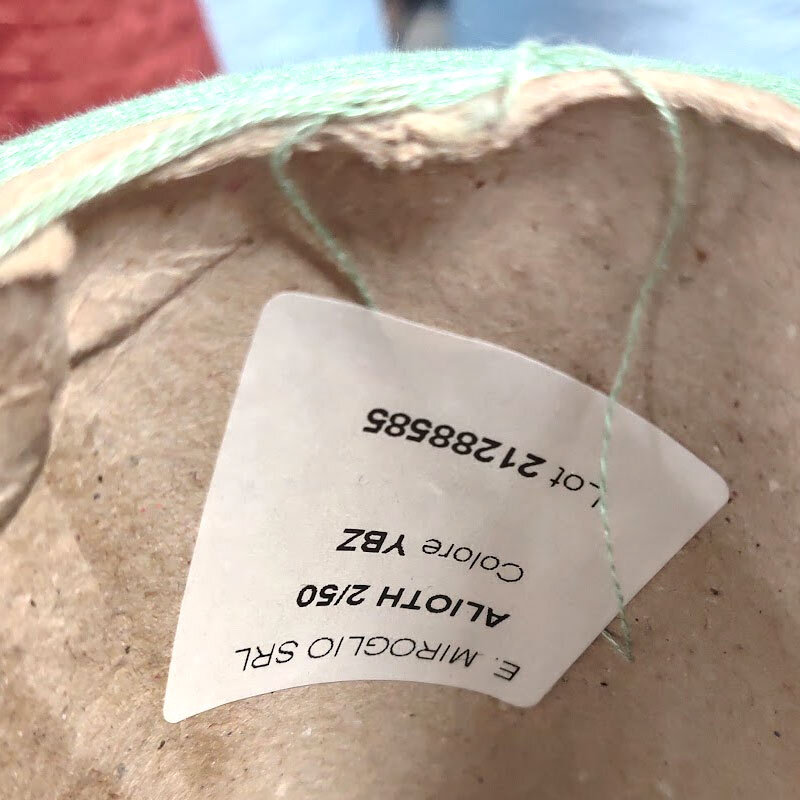 E. MIROGLIO SRL
ALIOTH 2/50
Colore YBZ
Lot 21288585